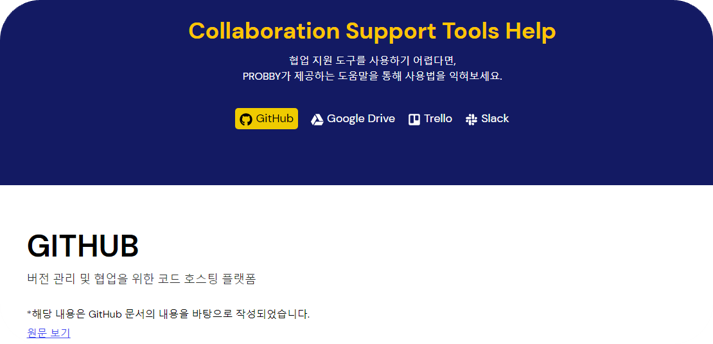 Collaboration Support Tools Help
협업 지원 도구를 사용하기 어렵다면,
PROBBY가 제공하는 도움말을 통해 사용법을 익혀보세요.
GitHub Google Drive Trello Slack
GITHUB
버전 관리 및 협업을 위한 코드 호스팅 플랫폼
*해당 내용은 GitHub 문서의 내용을 바탕으로 작성되었습니다.
원문 보기